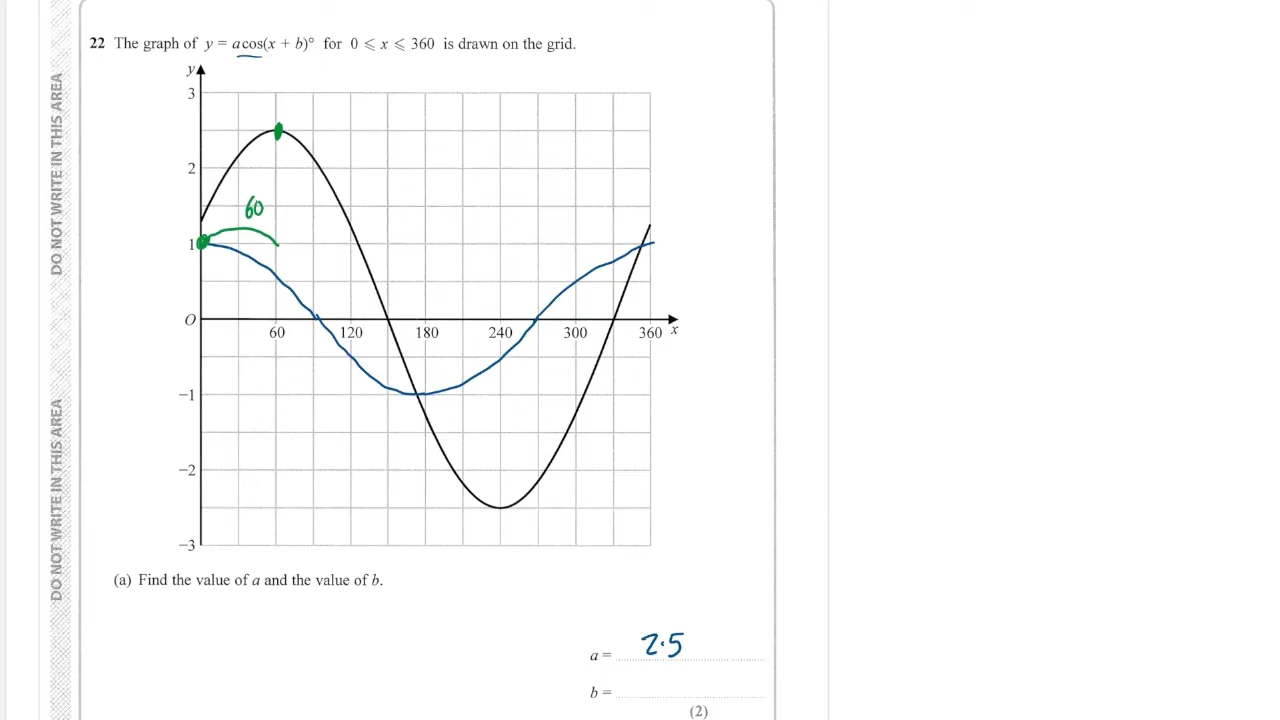 22 The graph of y = a cos(x + b)° for 0 ⩽ x ⩽ 360 is drawn on the grid.
y
3
2
60
1
O
60 120 180 240 300 360 x
−1
−2
−3
(a) Find the value of a and the value of b.
a = 2.5
b =
(2)
DO NOT WRITE IN THIS AREA
DO NOT WRITE IN THIS AREA